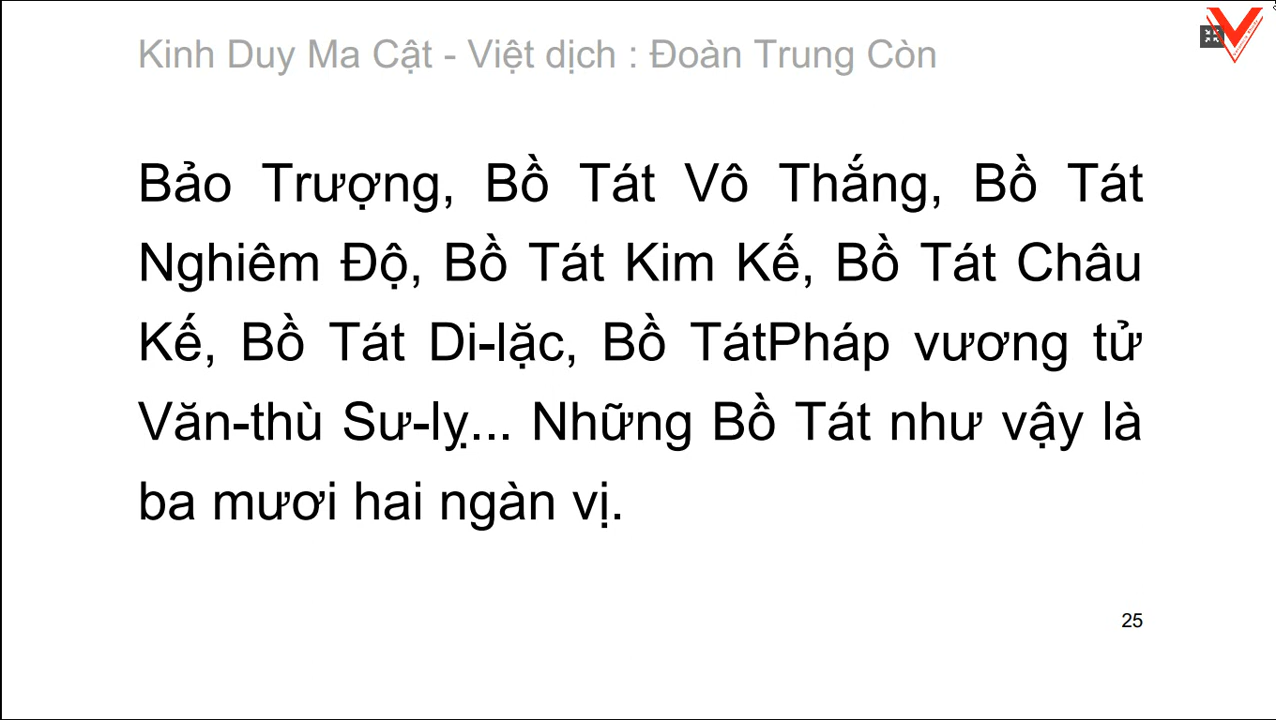 Kinh Duy Ma Cật - Việt dịch : Đoàn Trung Còn
Bảo Trượng, Bồ Tát Vô Thắng, Bồ Tát
Nghiêm Độ, Bồ Tát Kim Kế, Bồ Tát Châu
Kế, Bồ Tát Di-lặc, Bồ TátPháp vương tử
Văn-thù Sư-lỵ... Những Bồ Tát như vậy là
ba mươi hai ngàn vị.
25